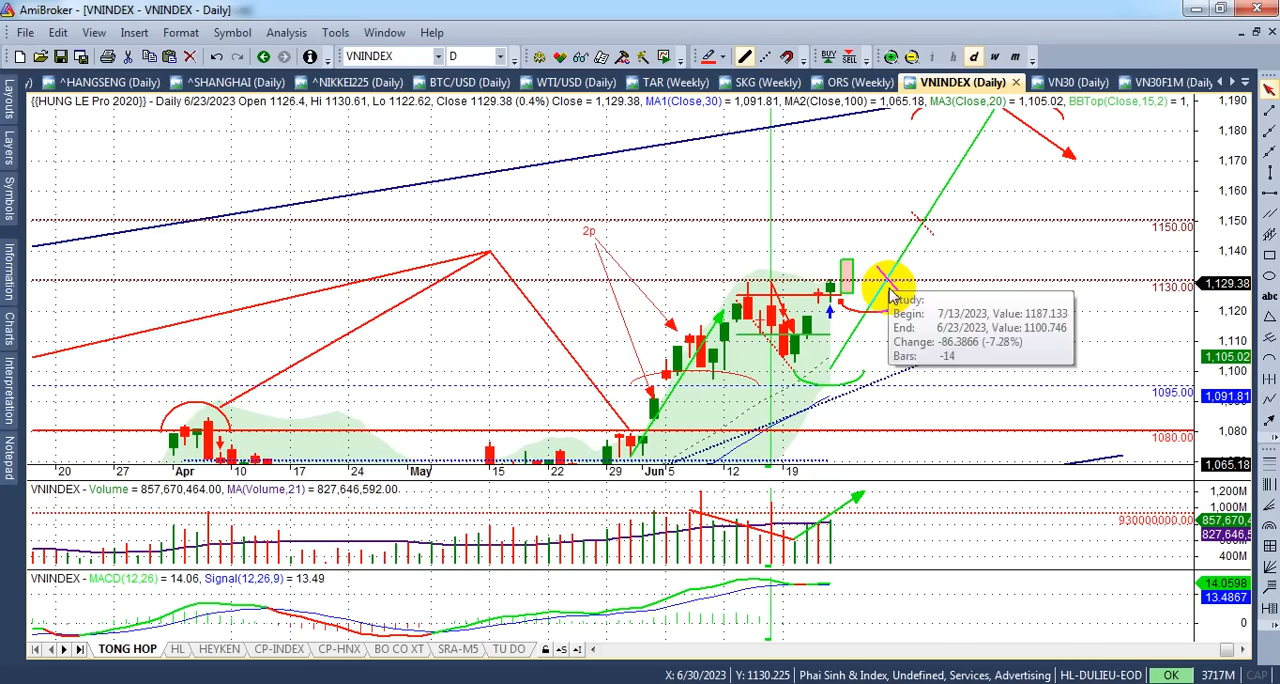 AmiBroker - [VNINDEX - VNINDEX - Daily]
File Edit View Insert Format Symbol Analysis Tools Window Help
VNINDEX D BUY SELL i h d w m
^HANGSENG (Daily) ^SHANGHAI (Daily) ^NIKKEI225 (Daily) BTC/USD (Daily) WTI/USD (Daily) TAR (Weekly) SKG (Weekly) ORS (Weekly) VNINDEX (Daily) VN30 (Daily) VN30F1M (Daily
{{HUNG LE Pro 2020}} - Daily 6/23/2023 Open 1126.4, Hi 1130.61, Lo 1122.62, Close 1129.38 (0.4%) Close = 1,129.38, MA1(Close,30) = 1,091.81, MA2(Close,100) = 1,065.18, MA3(Close,20) = 1,105.02, BBTop(Close,15,2) = 1,
Layouts
Layers
Symbols
Information
Charts
Interpretation
Notepad
1,190
1,180
1,170
1,160
1,150
1150.00
2p
1,140
1,129.38
1130.00
Study:
Begin: 7/13/2023, Value: 1187.133
End: 6/23/2023, Value: 1100.746
Change: -86.3866 (-7.28%)
Bars: -14
1,120
1,110
1,105.02
1,100
1095.00
1,091.81
1,080
1080.00
1,065.18
20 27 Apr 10 17 24 May 15 22 29 Jun 5 12 19
VNINDEX - Volume = 857,670,464.00, MA(Volume,21) = 827,646,592.00
1,200M
1,000M
930000000.00
857,670,4
827,646,5
400M
VNINDEX - MACD(12,26) = 14.06, Signal(12,26,9) = 13.49
14.0598
13.4867
0
TONG HOP HL HEYKEN CP-INDEX CP-HNX BO CO XT SRA-M5 TU DO
X: 6/30/2023 Y: 1130.225 Phai Sinh & Index, Undefined, Services, Advertising HL-DULIEU-EOD OK 3717M CAP